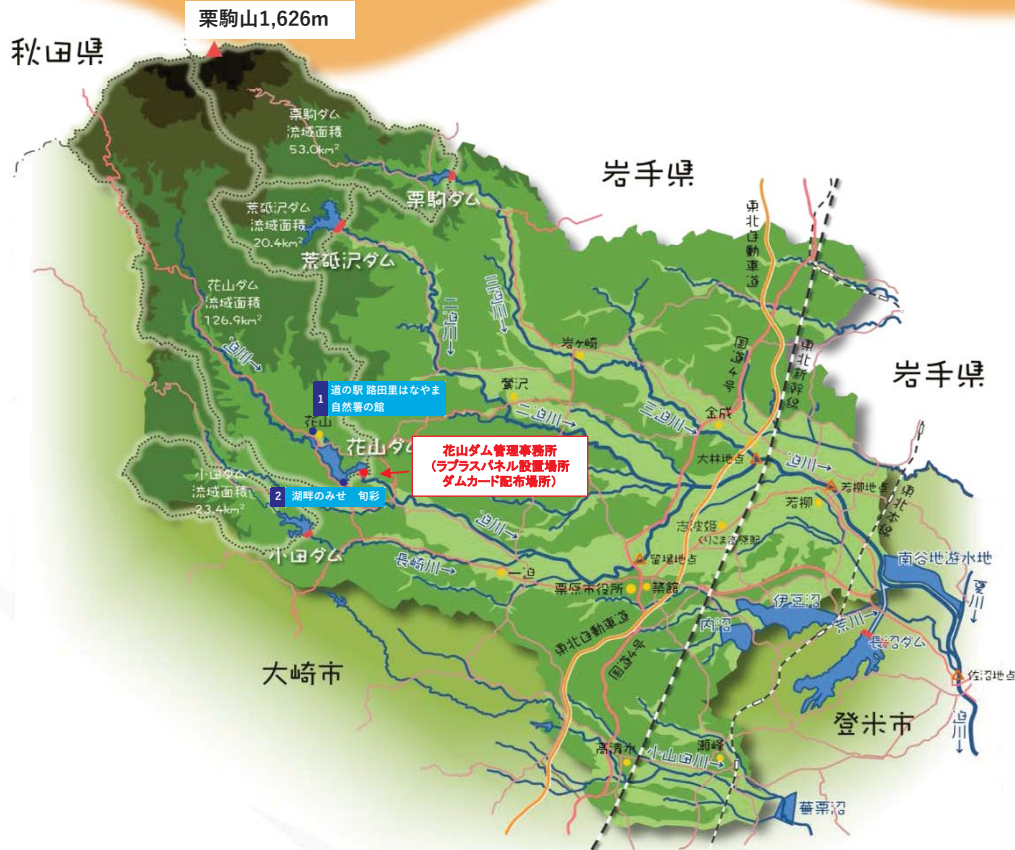 栗駒山1,626m
秋田県
栗駒ダム
流域面積
53.0km²
岩手県
栗駒ダム
荒砥沢ダム
流域面積
20.4km²
荒砥沢ダム
東北自動車道
花山ダム
流域面積
126.9km²
二迫川→
三迫川→
迫川→
岩ヶ崎
国道4号
東北新幹線
岩手県
1
道の駅 路田里はなやま
自然薯の館
鶯沢
花山
二迫川→
三迫川→
金成
花山ダム
花山ダム管理事務所
(ラプラスパネル設置場所
ダムカード配布場所)
大林地点
迫川→
小田ダム
流域面積
23.4km²
2
湖畔のみせ 旬彩
若柳地点
若柳
東北本線
迫川→
志波姫
くりこま高原駅
小田ダム
長崎川→
一迫
留場地点
栗原市役所
築館
南谷地遊水地
夏川→
伊豆沼
内沼
荒川→
長沼ダム
東北自動車道
国道4号
大崎市
佐沼地点
登米市
迫川→
高清水
小山田川→
瀬峰
蕪栗沼